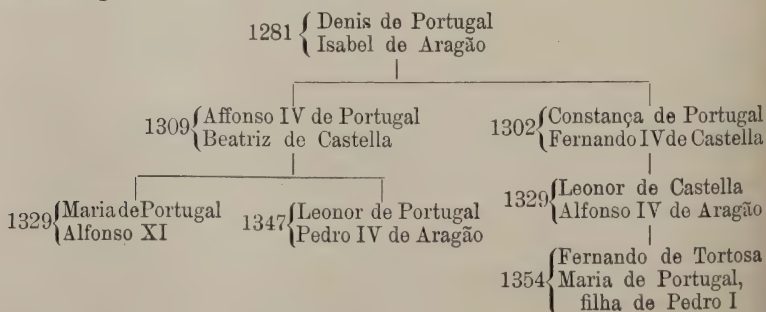 1281 Denis de Portugal
Isabel de Aragão
1309 Affonso IV de Portugal
Beatriz de Castella
1302 Constança de Portugal
Fernando IV de Castella
1329 Maria de Portugal
Alfonso XI
1347 Leonor de Portugal
Pedro IV de Aragão
1329 Leonor de Castella
Alfonso IV de Aragão
1354 Fernando de Tortosa
Maria de Portugal,
filha de Pedro I